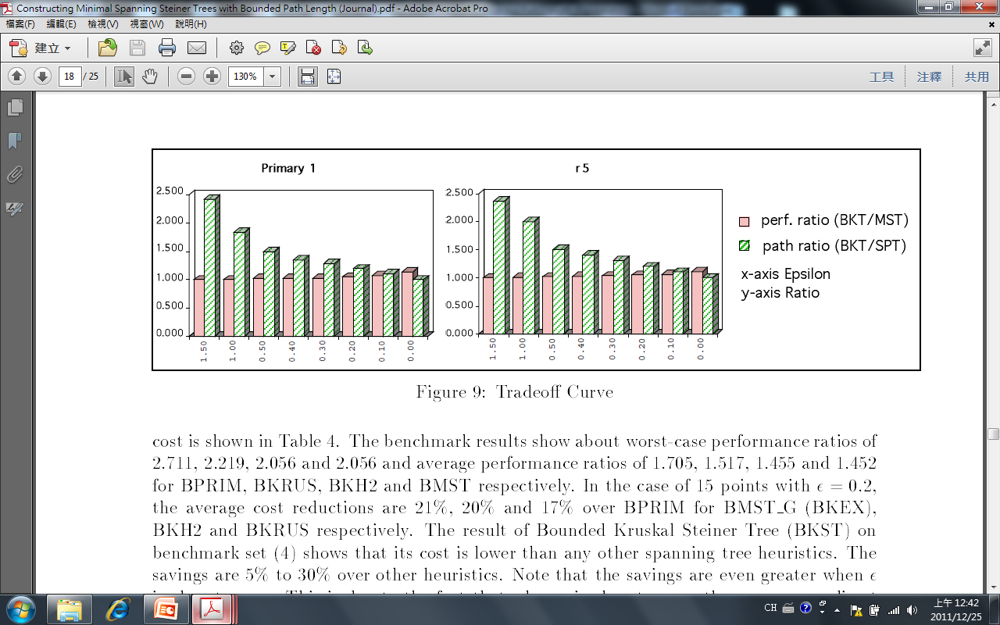 Constructing Minimal Spanning Steiner Trees with Bounded Path Length (Journal).pdf - Adobe Acrobat Pro
檔案(F) 編輯(E) 檢視(V) 視窗(W) 說明(H)
建立
18 / 25 130% 工具 注釋 共用
Primary 1
2.500
2.000
1.500
1.000
0.500
0.000
1.50 1.00 0.50 0.40 0.30 0.20 0.10 0.00
r 5
2.500
2.000
1.500
1.000
0.500
0.000
1.50 1.00 0.50 0.40 0.30 0.20 0.10 0.00
perf. ratio (BKT/MST)
path ratio (BKT/SPT)
x-axis Epsilon
y-axis Ratio
Figure 9: Tradeoff Curve
cost is shown in Table 4. The benchmark results show about worst-case performance ratios of
2.711, 2.219, 2.056 and 2.056 and average performance ratios of 1.705, 1.517, 1.455 and 1.452
for BPRIM, BKRUS, BKH2 and BMST respectively. In the case of 15 points with ϵ = 0.2,
the average cost reductions are 21%, 20% and 17% over BPRIM for BMST_G (BKEX),
BKH2 and BKRUS respectively. The result of Bounded Kruskal Steiner Tree (BKST) on
benchmark set (4) shows that its cost is lower than any other spanning tree heuristics. The
savings are 5% to 30% over other heuristics. Note that the savings are even greater when ϵ
CH
上午 12:42
2011/12/25